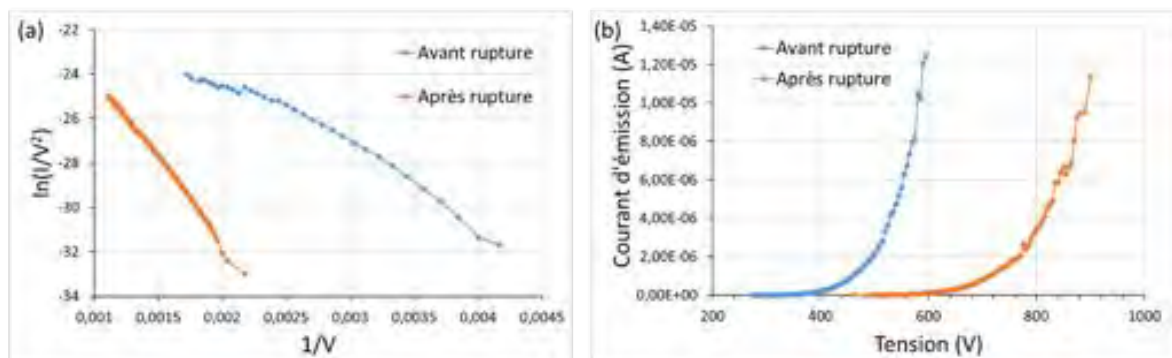 (a)
-22
-24
-26
-28
-30
-32
-34
ln(I/V²)
Avant rupture
Après rupture
0,001 0,0015 0,002 0,0025 0,003 0,0035 0,004 0,0045
1/V
(b)
1,40E-05
1,20E-05
1,00E-05
8,00E-06
6,00E-06
4,00E-06
2,00E-06
0,00E+00
Courant d'émission (A)
Avant rupture
Après rupture
200 400 600 800 1000
Tension (V)